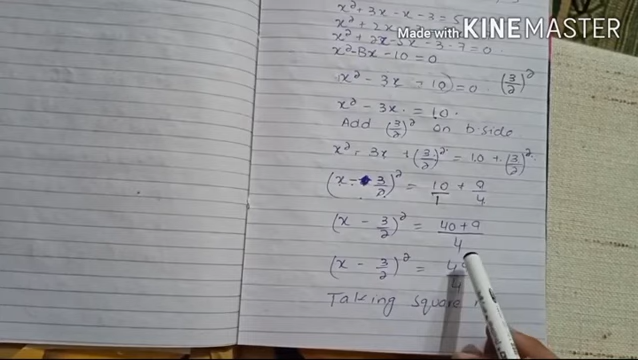 Made with KINEMASTER
x² + 3x - x - 3 = 5
x² + 2x
x² + 2x - 5x - 3 - 7 = 0
x² - 3x - 10 = 0
x² - 3x - 10 = 0 (3/2)²
x² - 3x = 10
Add (3/2)² on b.side
x² - 3x + (3/2)² = 10 + (3/2)²
(x - 3/2)² = 10/1 + 9/4
(x - 3/2)² = 40+9/4
(x - 3/2)² = 49/4
Taking Square